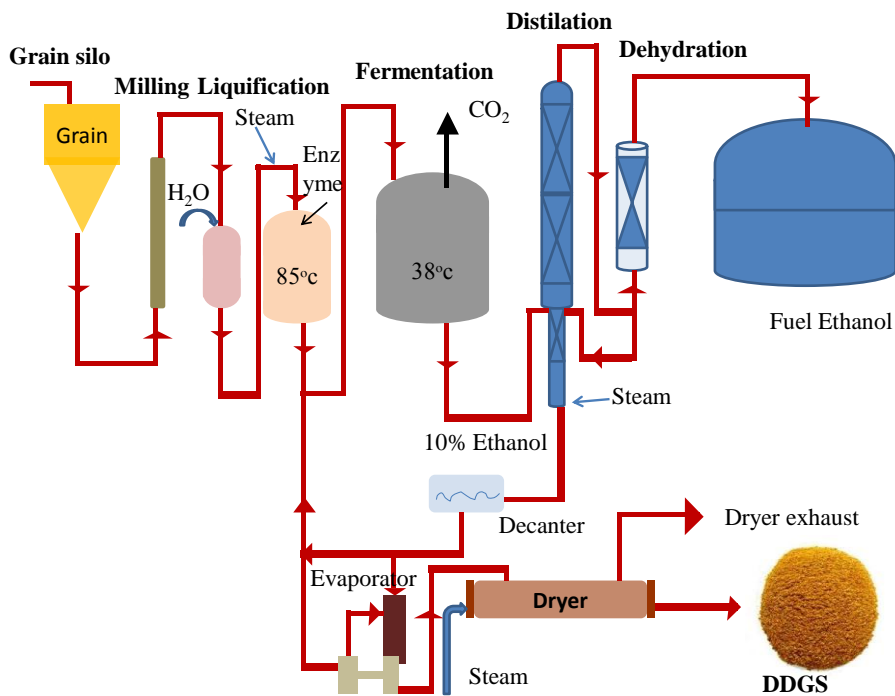 Distilation
Grain silo
Dehydration
Milling Liquification
Fermentation
Steam
CO₂
Grain
Enz
yme
H₂O
85ºc
38ºc
Fuel Ethanol
Steam
10% Ethanol
Decanter
Dryer exhaust
Evaporator
Dryer
Steam
DDGS